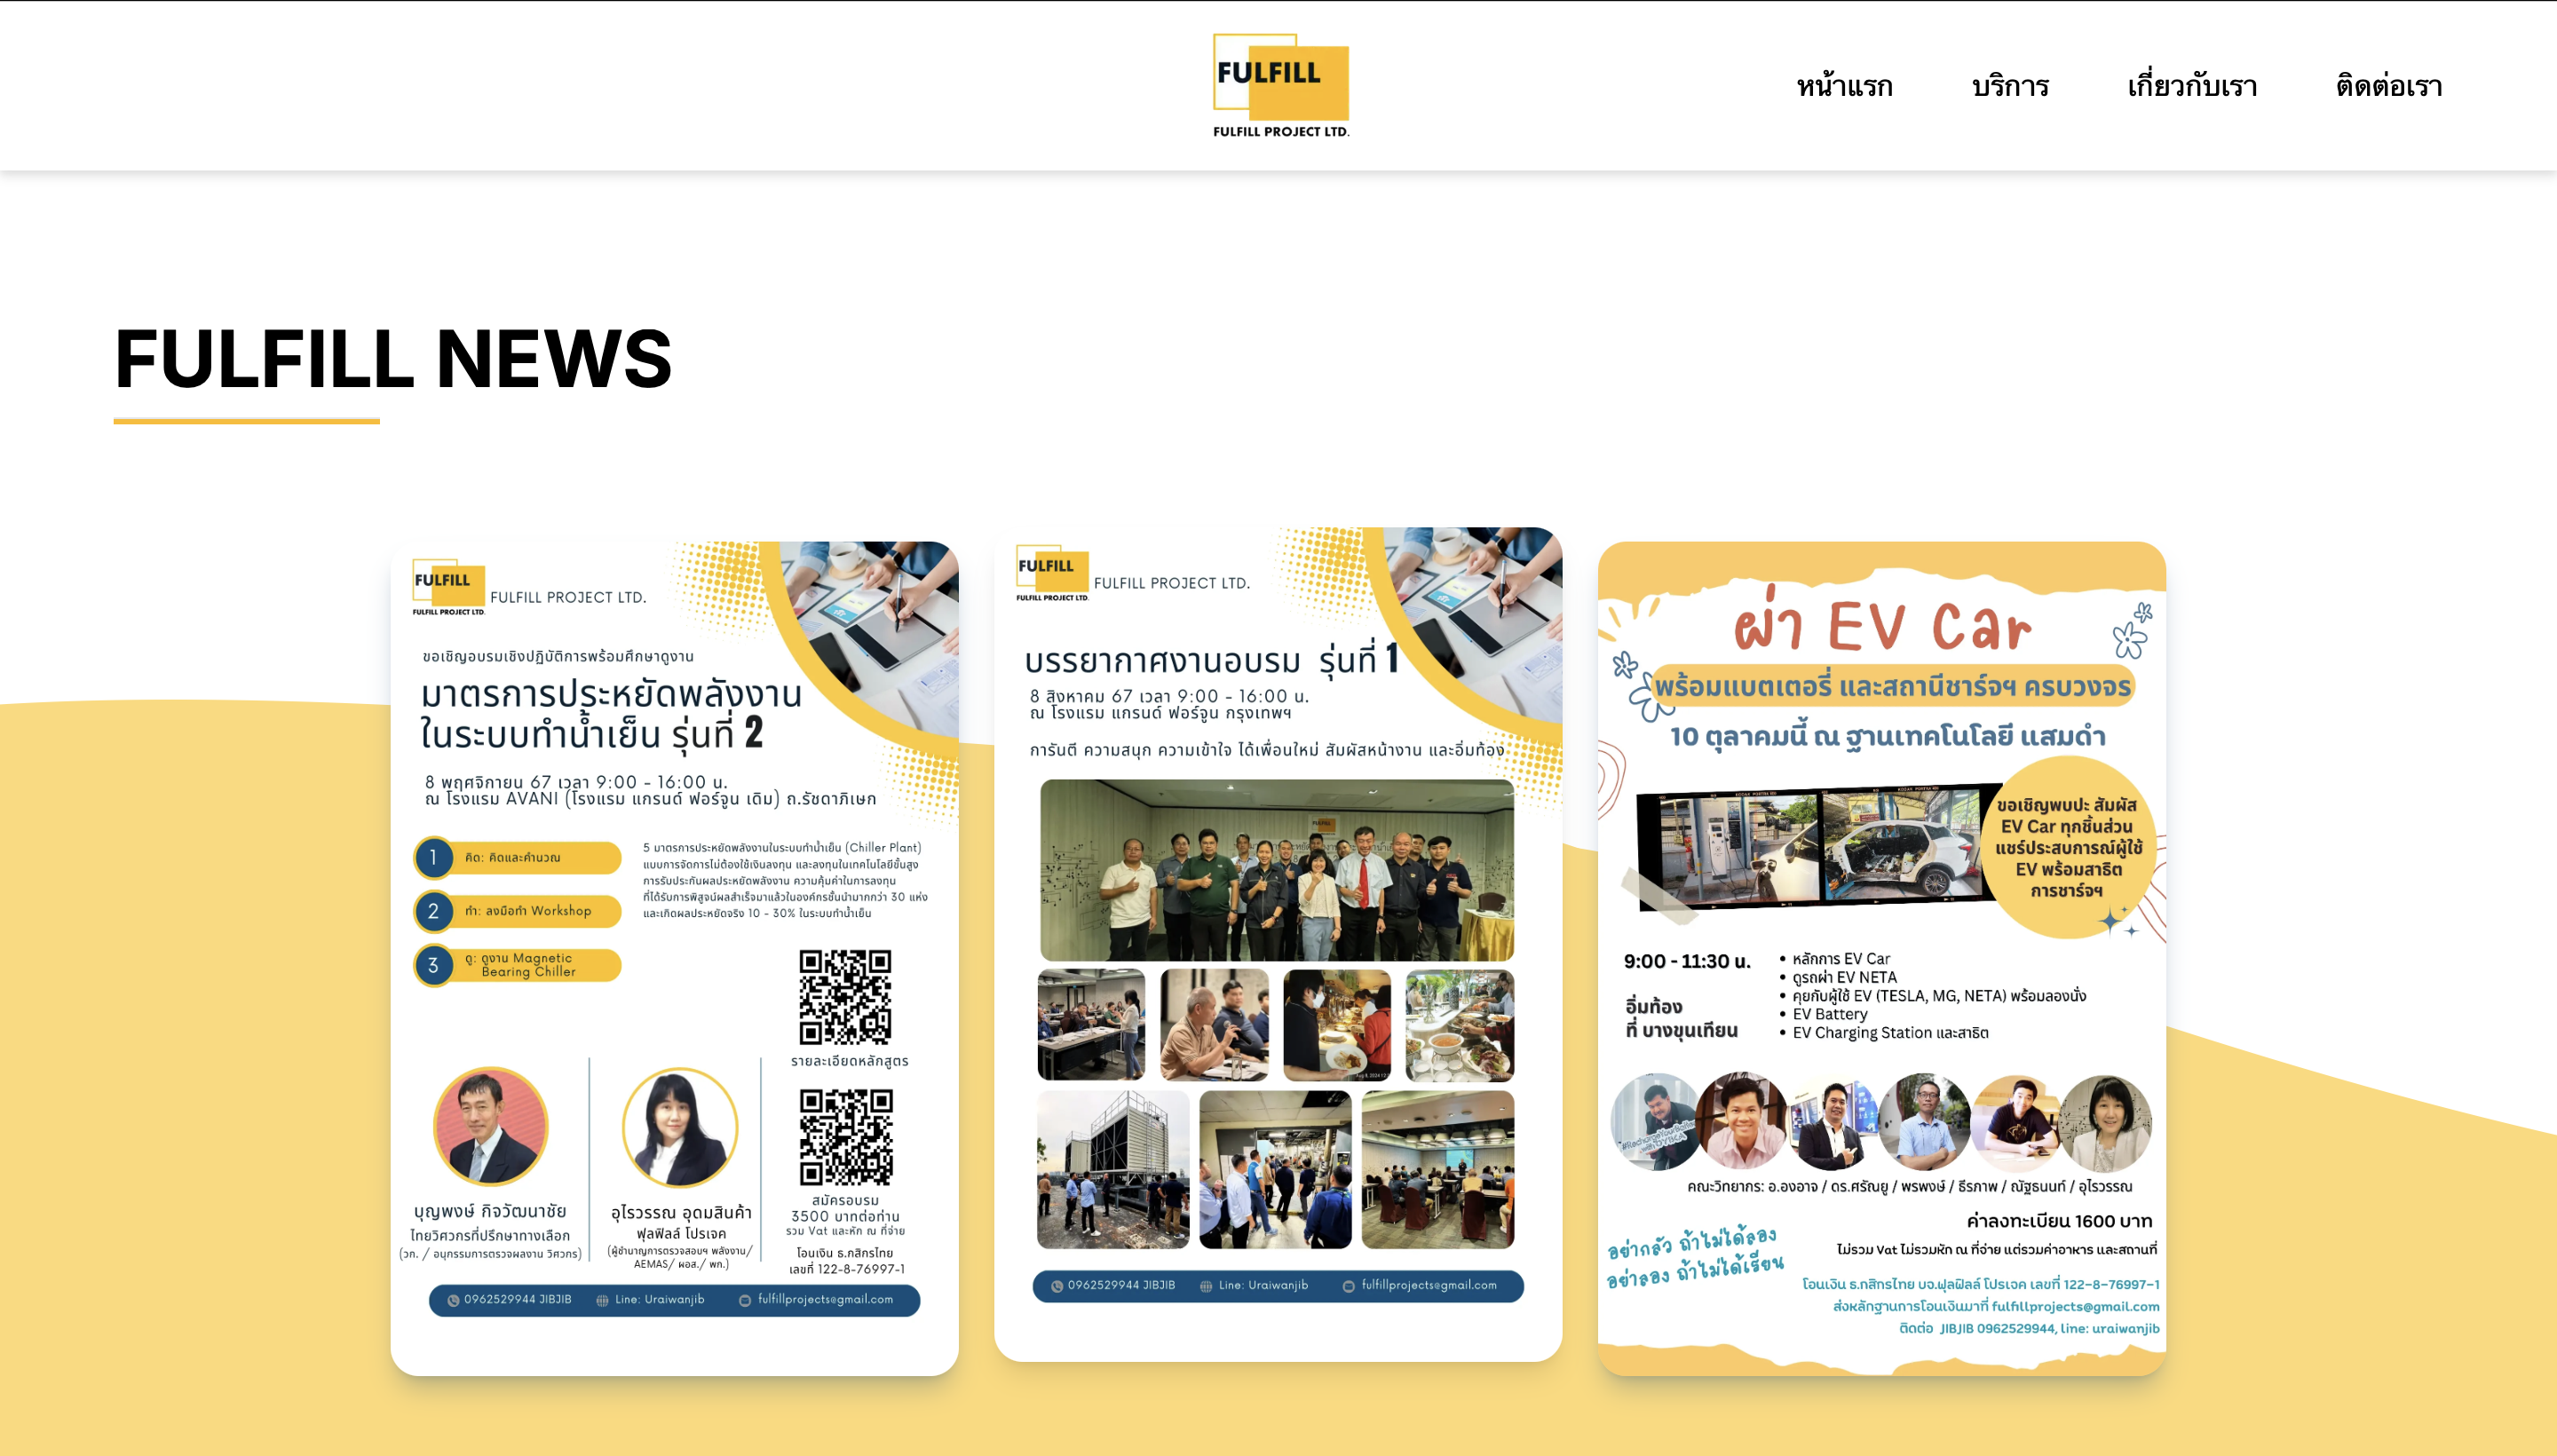 FULFILL
FULFILL PROJECT LTD.
หน้าแรก
บริการ
เกี่ยวกับเรา
ติดต่อเรา
FULFILL NEWS
FULFILL
FULFILL PROJECT LTD.
FULFILL PROJECT LTD.
ขอเชิญอบรมเชิงปฏิบัติการพร้อมศึกษาดูงาน
มาตรการประหยัดพลังงาน
ในระบบทำน้ำเย็น รุ่นที่ 2
8 พฤศจิกายน 67 เวลา 9:00 - 16:00 น.
ณ โรงแรม AVANI (โรงแรม แกรนด์ ฟอร์จูน เดิม) ถ.รัชดาภิเษก
1 คิด: คิดและคำนวณ
2 ทำ: ลงมือทำ Workshop
3 ดู: ดูงาน Magnetic
Bearing Chiller
5 มาตรการประหยัดพลังงานในระบบทำน้ำเย็น (Chiller Plant)
แบบการจัดการไม่ต้องใช้เงินลงทุน และลงทุนในเทคโนโลยีขั้นสูง
การรับประกันผลประหยัดพลังงาน ความคุ้มค่าในการลงทุน
ที่ได้รับการพิสูจน์ผลสำเร็จมาแล้วในองค์กรชั้นนำมากกว่า 30 แห่ง
และเกิดผลประหยัดจริง 10 - 30% ในระบบทำน้ำเย็น
รายละเอียดหลักสูตร
สมัครอบรม
3500 บาทต่อท่าน
รวม Vat และหัก ณ ที่จ่าย
โอนเงิน ธ.กสิกรไทย
เลขที่ 122-8-76997-1
บุญพงษ์ กิจวัฒนาชัย
ไทยวิศวกรที่ปรึกษาทางเลือก
(วก. / อนุกรรมการตรวจผลงาน วิศวกร)
อุไรวรรณ อุดมสินค้า
ฟุลฟิลล์ โปรเจค
(ผู้ชำนาญการตรวจสอบฯ พลังงาน/
AEMAS/ ผอส./ พก.)
0962529944 JIBJIB
Line: Uraiwanjib
fulfillprojects@gmail.com
FULFILL
FULFILL PROJECT LTD.
FULFILL PROJECT LTD.
บรรยากาศงานอบรม รุ่นที่ 1
8 สิงหาคม 67 เวลา 9:00 - 16:00 น.
ณ โรงแรม แกรนด์ ฟอร์จูน กรุงเทพฯ
การันตี ความสนุก ความเข้าใจ ได้เพื่อนใหม่ สัมผัสหน้างาน และอิ่มท้อง
FULFILL
0962529944 JIBJIB
Line: Uraiwanjib
fulfillprojects@gmail.com
ผ่า EV Car
พร้อมแบตเตอรี่ และสถานีชาร์จฯ ครบวงจร
10 ตุลาคมนี้ ณ ฐานเทคโนโลยี แสมดำ
ขอเชิญพบปะ สัมผัส
EV Car ทุกชิ้นส่วน
แชร์ประสบการณ์ผู้ใช้
EV พร้อมสาธิต
การชาร์จฯ
9:00 - 11:30 น.
อิ่มท้อง
ที่ บางขุนเทียน
• หลักการ EV Car
• ดูรถผ่า EV NETA
• คุยกับผู้ใช้ EV (TESLA, MG, NETA) พร้อมลองนั่ง
• EV Battery
• EV Charging Station และสาธิต
คณะวิทยากร: อ.องอาจ / ดร.ศรัณยู / พรพงษ์ / ธีรภาพ / ณัฐธนนท์ / อุไรวรรณ
ค่าลงทะเบียน 1600 บาท
ไม่รวม Vat ไม่รวมหัก ณ ที่จ่าย แต่รวมค่าอาหาร และสถานที่
อย่ากลัว ถ้าไม่ได้ลอง
อย่าลอง ถ้าไม่ได้เรียน
โอนเงิน ธ.กสิกรไทย บจ.ฟุลฟิลล์ โปรเจค เลขที่ 122-8-76997-1
ส่งหลักฐานการโอนเงินมาที่ fulfillprojects@gmail.com
ติดต่อ JIBJIB 0962529944, line: uraiwanjib